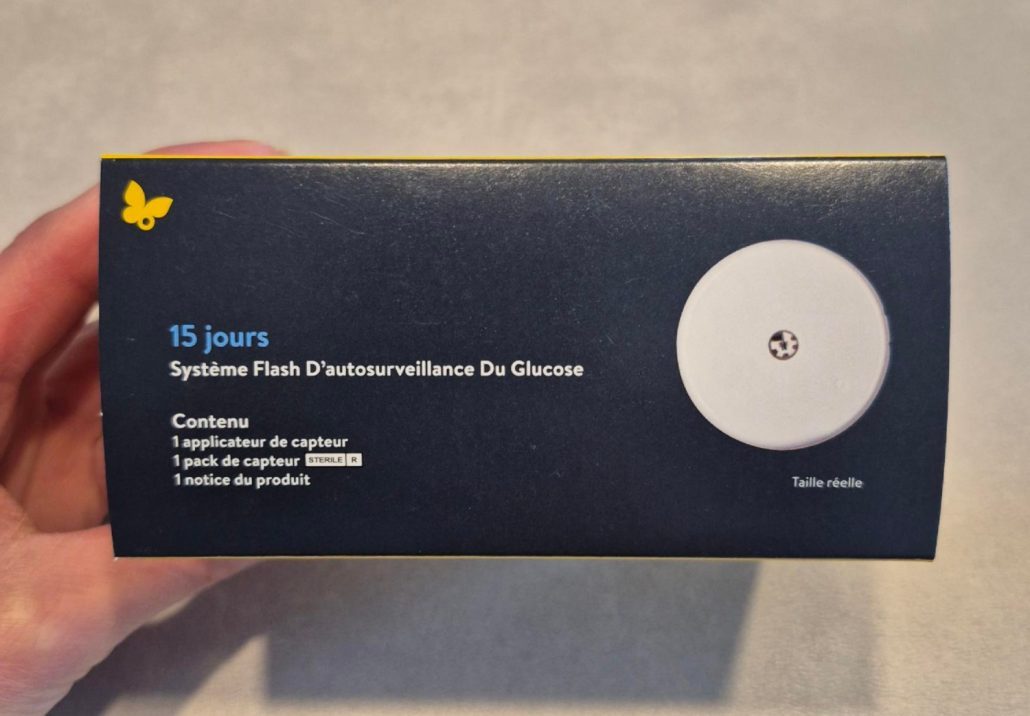 15 jours
Système Flash D'autosurveillance Du Glucose
Contenu
1 applicateur de capteur
1 pack de capteur STERILE R
1 notice du produit
Taille réelle